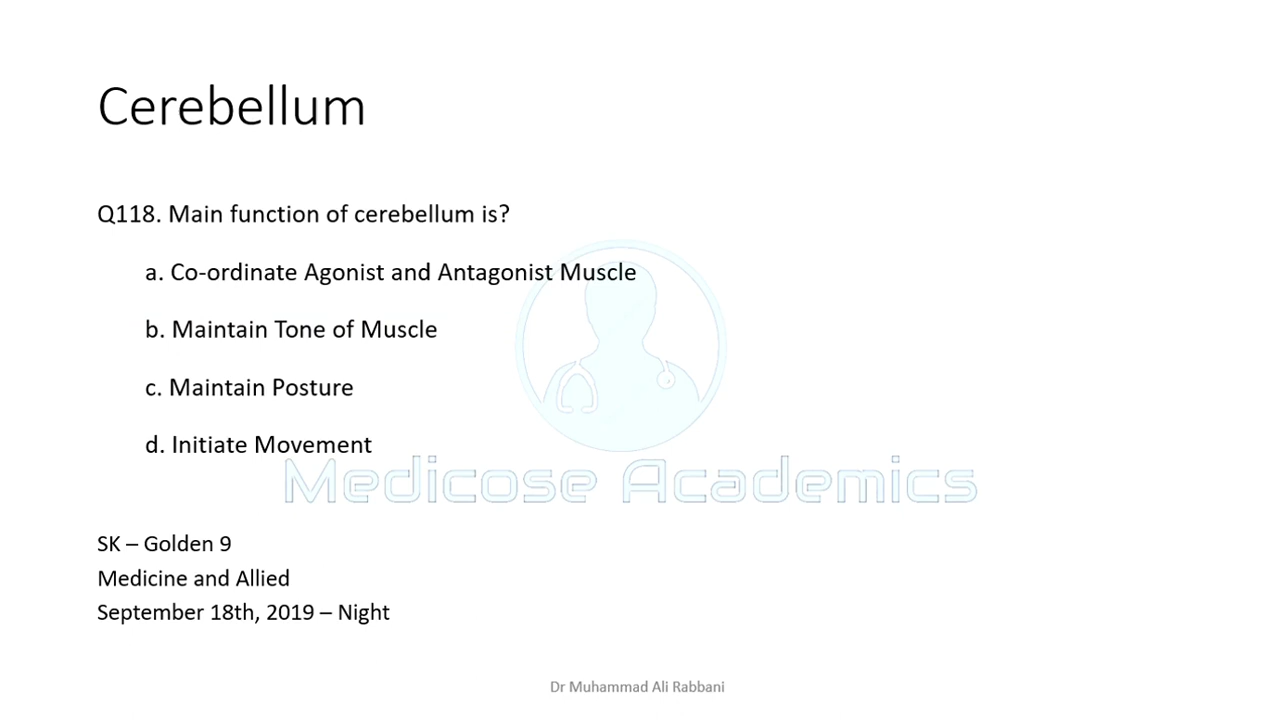 Cerebellum
Q118. Main function of cerebellum is?
a. Co-ordinate Agonist and Antagonist Muscle
b. Maintain Tone of Muscle
c. Maintain Posture
d. Initiate Movement
Medicose Academics
SK – Golden 9
Medicine and Allied
September 18th, 2019 – Night
Dr Muhammad Ali Rabbani